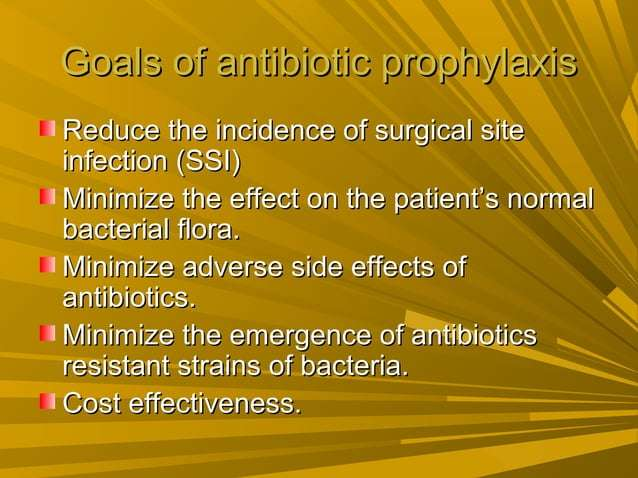 Goals of antibiotic prophylaxis
Reduce the incidence of surgical site
infection (SSI)
Minimize the effect on the patient’s normal
bacterial flora.
Minimize adverse side effects of
antibiotics.
Minimize the emergence of antibiotics
resistant strains of bacteria.
Cost effectiveness.